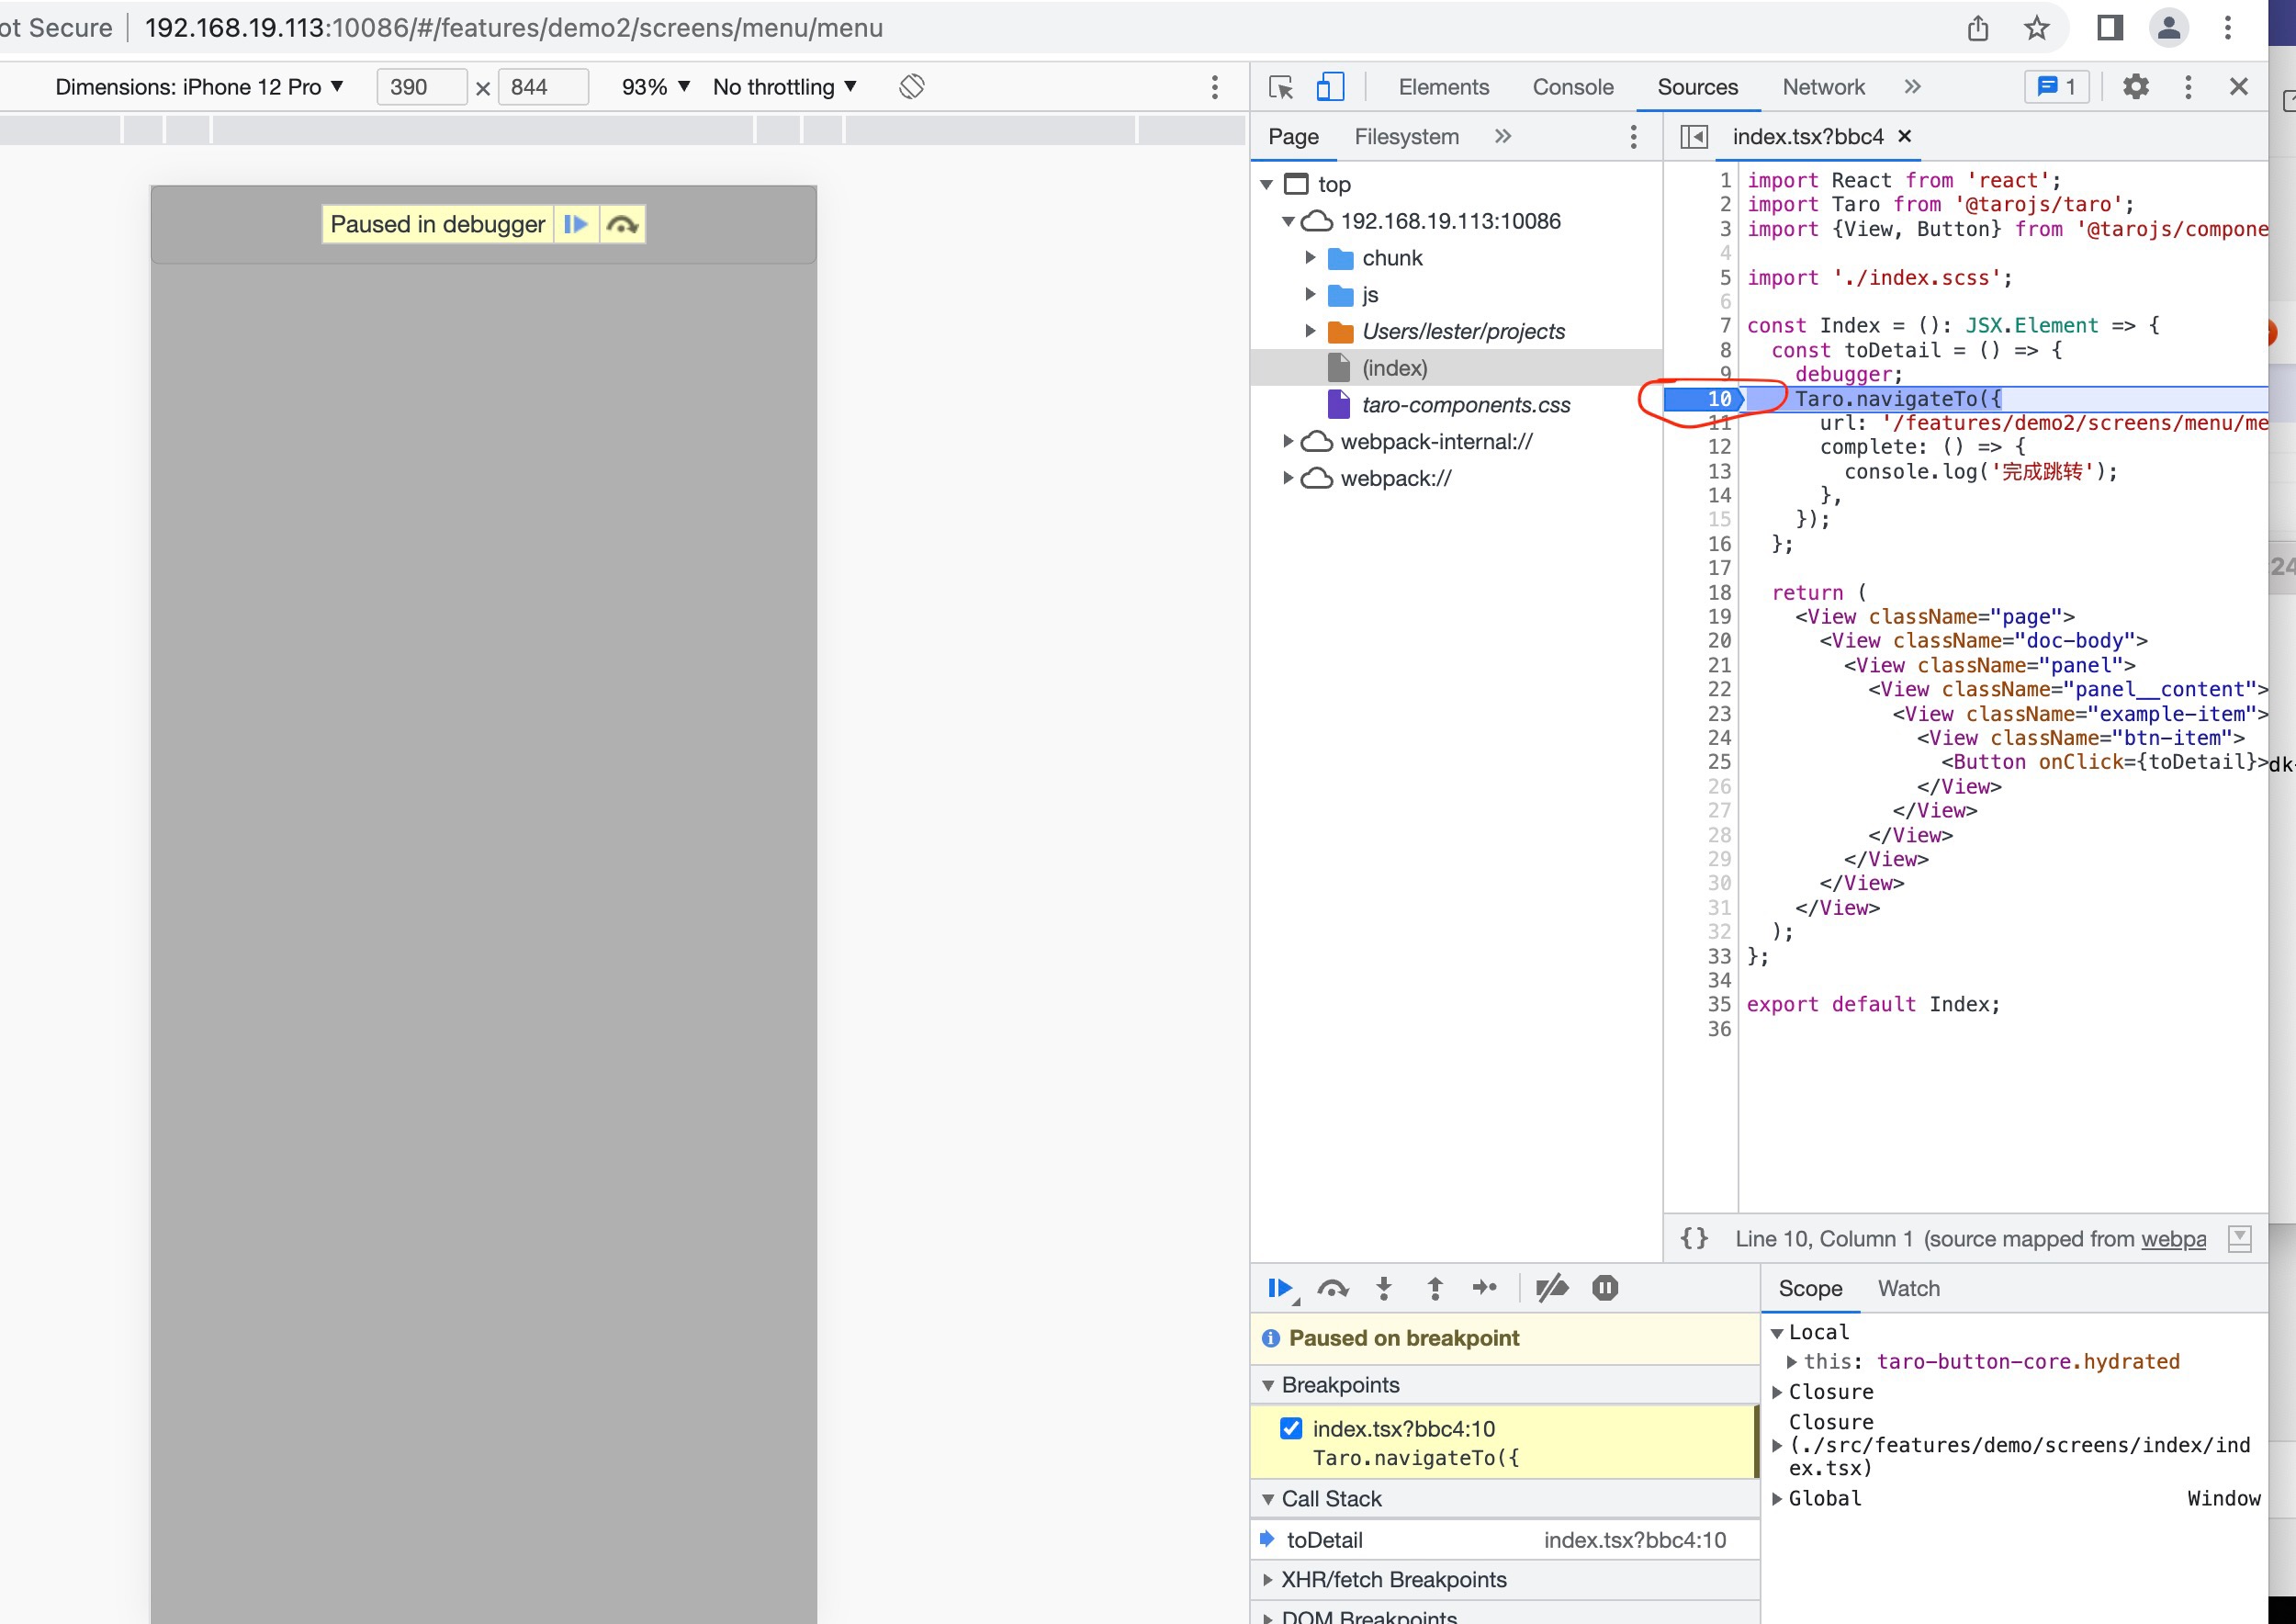 ot Secure
192.168.19.113:10086/#/features/demo2/screens/menu/menu
Dimensions: iPhone 12 Pro ▼ 390 × 844 93% ▼ No throttling ▼
Paused in debugger
Elements Console Sources Network » 1
Page Filesystem »
top
192.168.19.113:10086
chunk
js
Users/lester/projects
(index)
taro-components.css
webpack-internal://
webpack://
index.tsx?bbc4 ×
1 import React from 'react';
2 import Taro from '@tarojs/taro';
3 import {View, Button} from '@tarojs/compone
4
5 import './index.scss';
6
7 const Index = (): JSX.Element => {
8 const toDetail = () => {
9 debugger;
10 Taro.navigateTo({
11 url: '/features/demo2/screens/menu/me
12 complete: () => {
13 console.log('完成跳转');
14 },
15 });
16 };
17
18 return (
19 <View className="page">
20 <View className="doc-body">
21 <View className="panel">
22 <View className="panel__content">
23 <View className="example-item">
24 <View className="btn-item">
25 <Button onClick={toDetail}>
26 </View>
27 </View>
28 </View>
29 </View>
30 </View>
31 </View>
32 );
33 };
34
35 export default Index;
36
{} Line 10, Column 1 (source mapped from webpa
Paused on breakpoint
Breakpoints
index.tsx?bbc4:10
Taro.navigateTo({
Call Stack
toDetail index.tsx?bbc4:10
XHR/fetch Breakpoints
DOM Breakpoints
Scope Watch
Local
this: taro-button-core.hydrated
Closure
Closure
(./src/features/demo/screens/index/ind
ex.tsx)
Global Window
24
dk